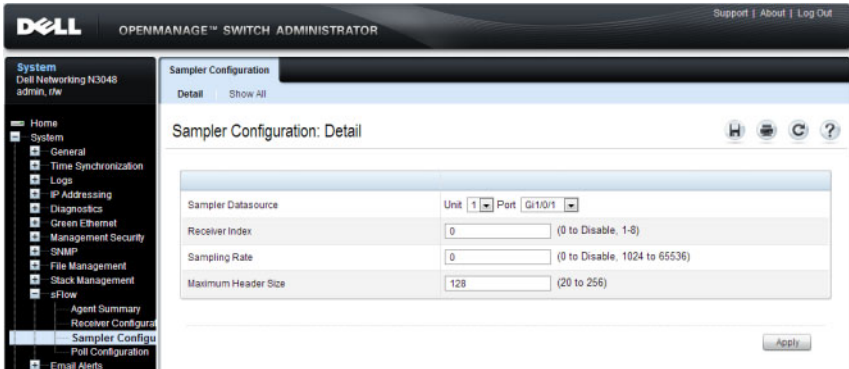 Support | About | Log Out
DELL OPENMANAGE™ SWITCH ADMINISTRATOR
System
Dell Networking N3048
admin, r/w
Home
System
General
Time Synchronization
Logs
IP Addressing
Diagnostics
Green Ethernet
Management Security
SNMP
File Management
Stack Management
sFlow
Agent Summary
Receiver Configurat
Sampler Configu
Poll Configuration
Email Alerts
Sampler Configuration
Detail Show All
Sampler Configuration: Detail
?
Sampler Datasource Unit 1 Port Gi1/0/1
Receiver Index 0 (0 to Disable, 1-8)
Sampling Rate 0 (0 to Disable, 1024 to 65536)
Maximum Header Size 128 (20 to 256)
Apply